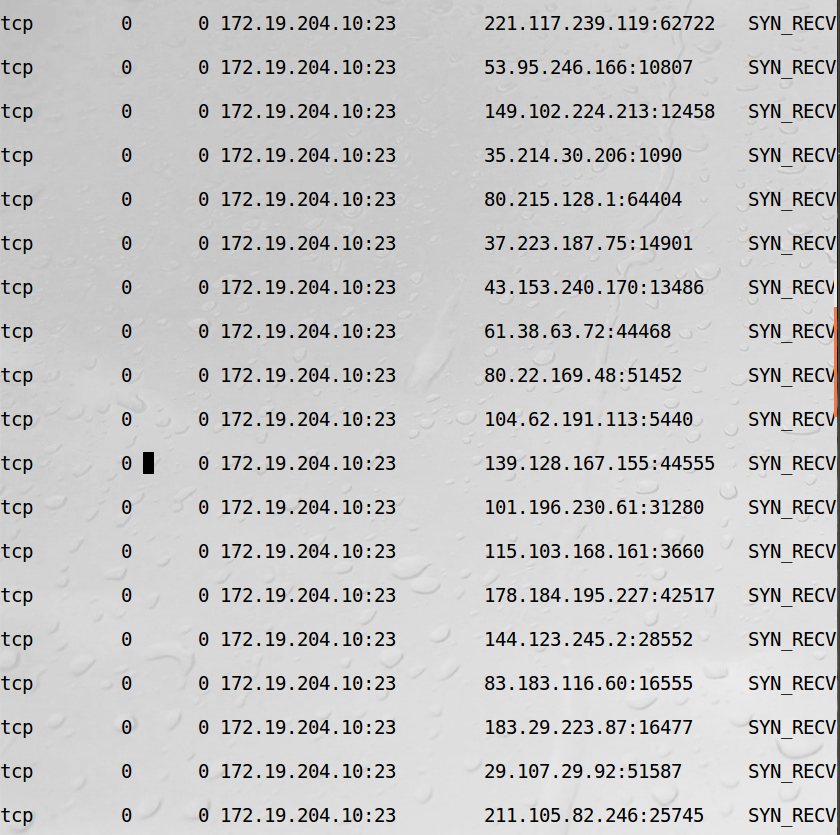 tcp 0 0 172.19.204.10:23 221.117.239.119:62722 SYN_RECV
tcp 0 0 172.19.204.10:23 53.95.246.166:10807 SYN_RECV
tcp 0 0 172.19.204.10:23 149.102.224.213:12458 SYN_RECV
tcp 0 0 172.19.204.10:23 35.214.30.206:1090 SYN_RECV
tcp 0 0 172.19.204.10:23 80.215.128.1:64404 SYN_RECV
tcp 0 0 172.19.204.10:23 37.223.187.75:14901 SYN_RECV
tcp 0 0 172.19.204.10:23 43.153.240.170:13486 SYN_RECV
tcp 0 0 172.19.204.10:23 61.38.63.72:44468 SYN_RECV
tcp 0 0 172.19.204.10:23 80.22.169.48:51452 SYN_RECV
tcp 0 0 172.19.204.10:23 104.62.191.113:5440 SYN_RECV
tcp 0 0 172.19.204.10:23 139.128.167.155:44555 SYN_RECV
tcp 0 0 172.19.204.10:23 101.196.230.61:31280 SYN_RECV
tcp 0 0 172.19.204.10:23 115.103.168.161:3660 SYN_RECV
tcp 0 0 172.19.204.10:23 178.184.195.227:42517 SYN_RECV
tcp 0 0 172.19.204.10:23 144.123.245.2:28552 SYN_RECV
tcp 0 0 172.19.204.10:23 83.183.116.60:16555 SYN_RECV
tcp 0 0 172.19.204.10:23 183.29.223.87:16477 SYN_RECV
tcp 0 0 172.19.204.10:23 29.107.29.92:51587 SYN_RECV
tcp 0 0 172.19.204.10:23 211.105.82.246:25745 SYN_RECV